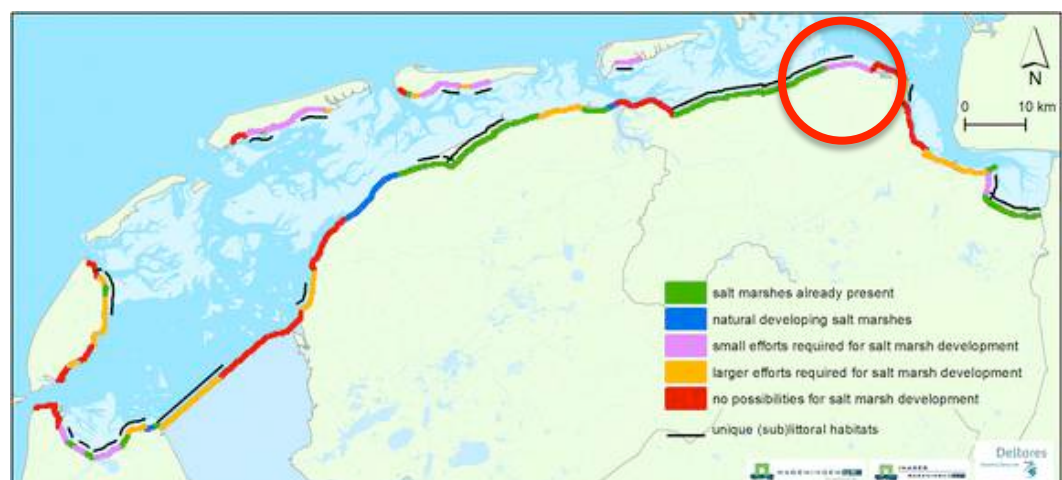 N
0 10 km
salt marshes already present
natural developing salt marshes
small efforts required for salt marsh development
larger efforts required for salt marsh development
no possibilities for salt marsh development
unique (sub)littoral habitats
WAGENINGEN
Deltares